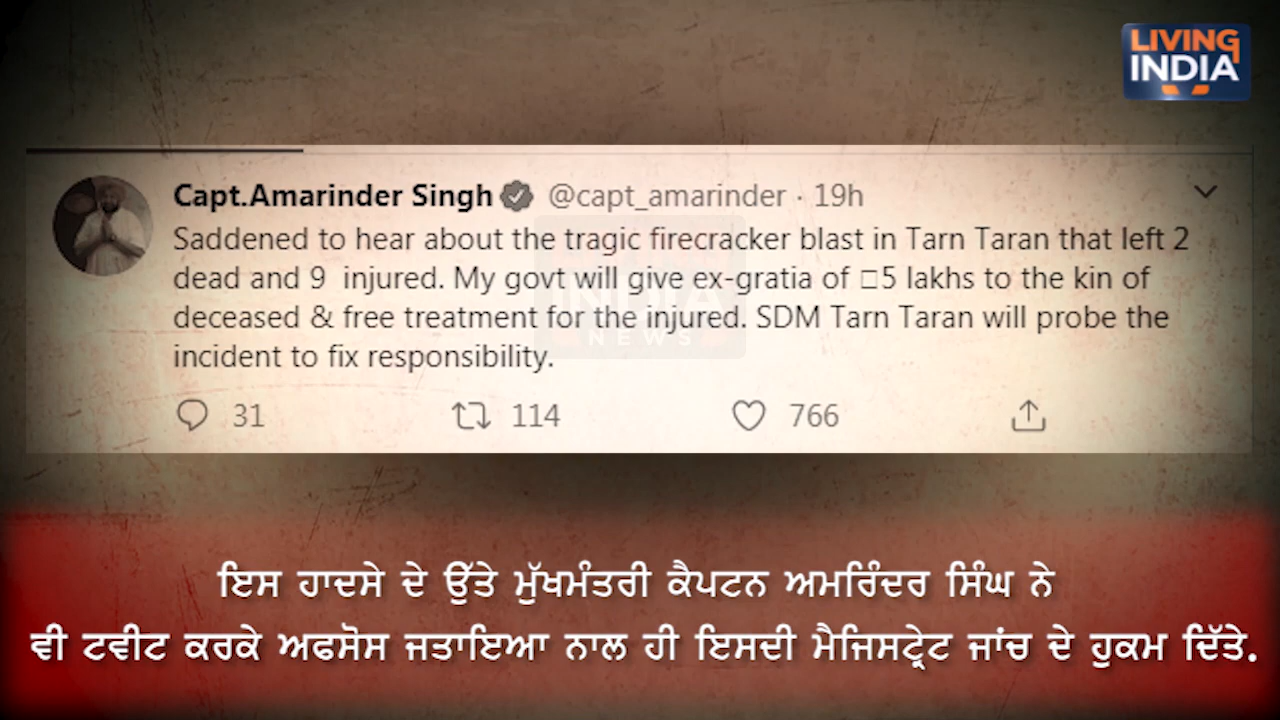 LIVING
INDIA
Capt.Amarinder Singh @capt_amarinder · 19h
Saddened to hear about the tragic firecracker blast in Tarn Taran that left 2
dead and 9 injured. My govt will give ex-gratia of □5 lakhs to the kin of
deceased & free treatment for the injured. SDM Tarn Taran will probe the
incident to fix responsibility.
INDIA
NEWS
31 114 766
ਇਸ ਹਾਦਸੇ ਦੇ ਉੱਤੇ ਮੁੱਖਮੰਤਰੀ ਕੈਪਟਨ ਅਮਰਿੰਦਰ ਸਿੰਘ ਨੇ
ਵੀ ਟਵੀਟ ਕਰਕੇ ਅਫਸੋਸ ਜਤਾਇਆ ਨਾਲ ਹੀ ਇਸਦੀ ਮੈਜਿਸਟ੍ਰੇਟ ਜਾਂਚ ਦੇ ਹੁਕਮ ਦਿੱਤੇ.